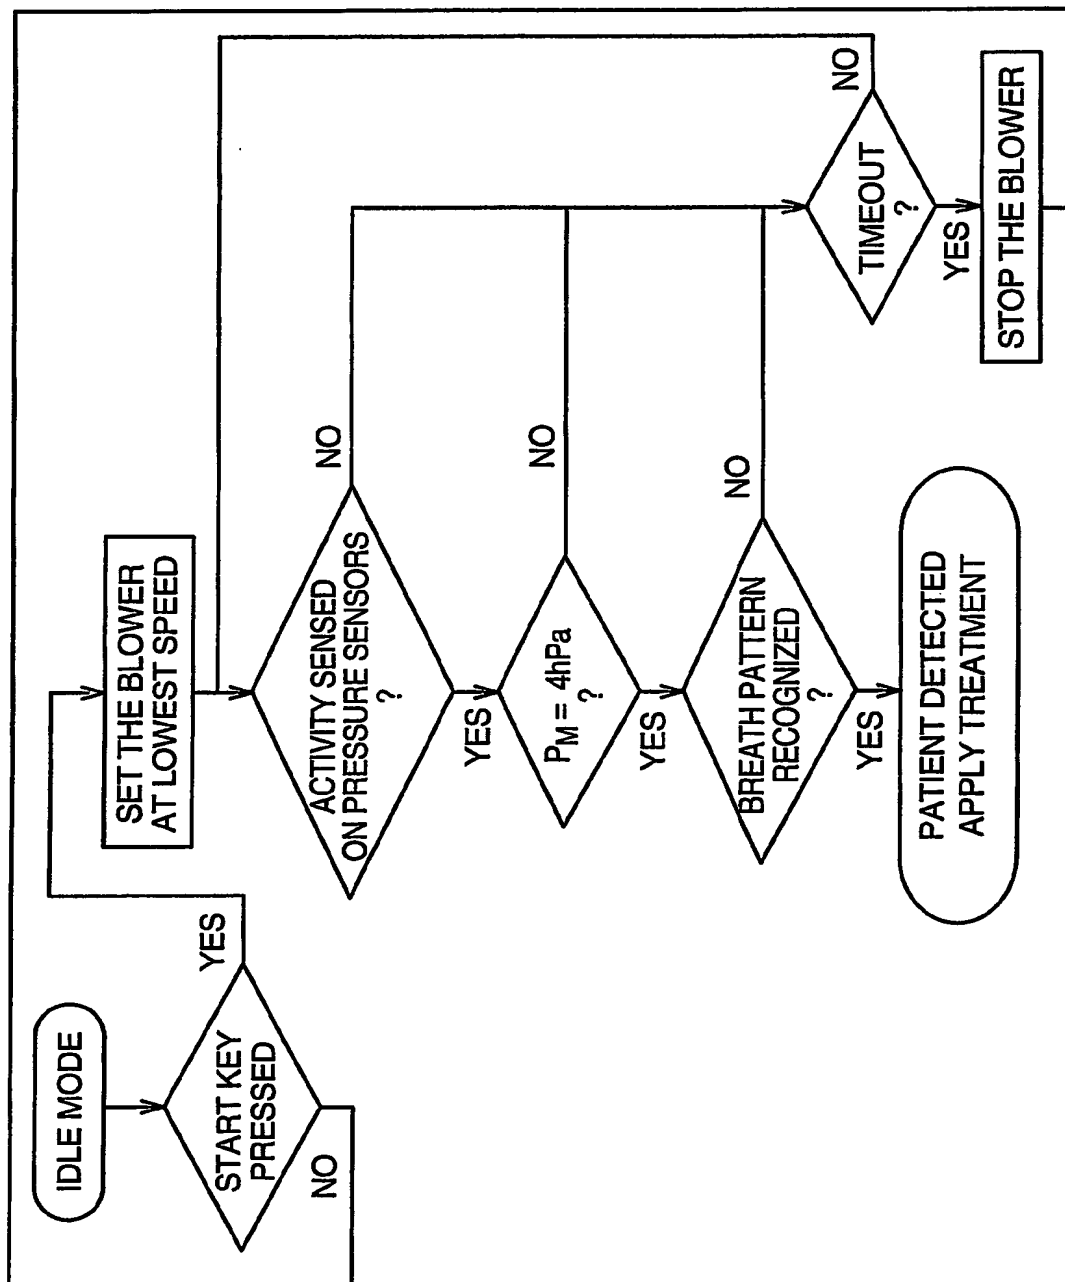 IDLE MODE
START KEY
PRESSED
YES
NO
SET THE BLOWER
AT LOWEST SPEED
ACTIVITY SENSED
ON PRESSURE SENSORS
?
NO
YES
PM = 4hPa
?
NO
YES
BREATH PATTERN
RECOGNIZED
?
NO
YES
PATIENT DETECTED
APPLY TREATMENT
TIMEOUT
?
NO
YES
STOP THE BLOWER